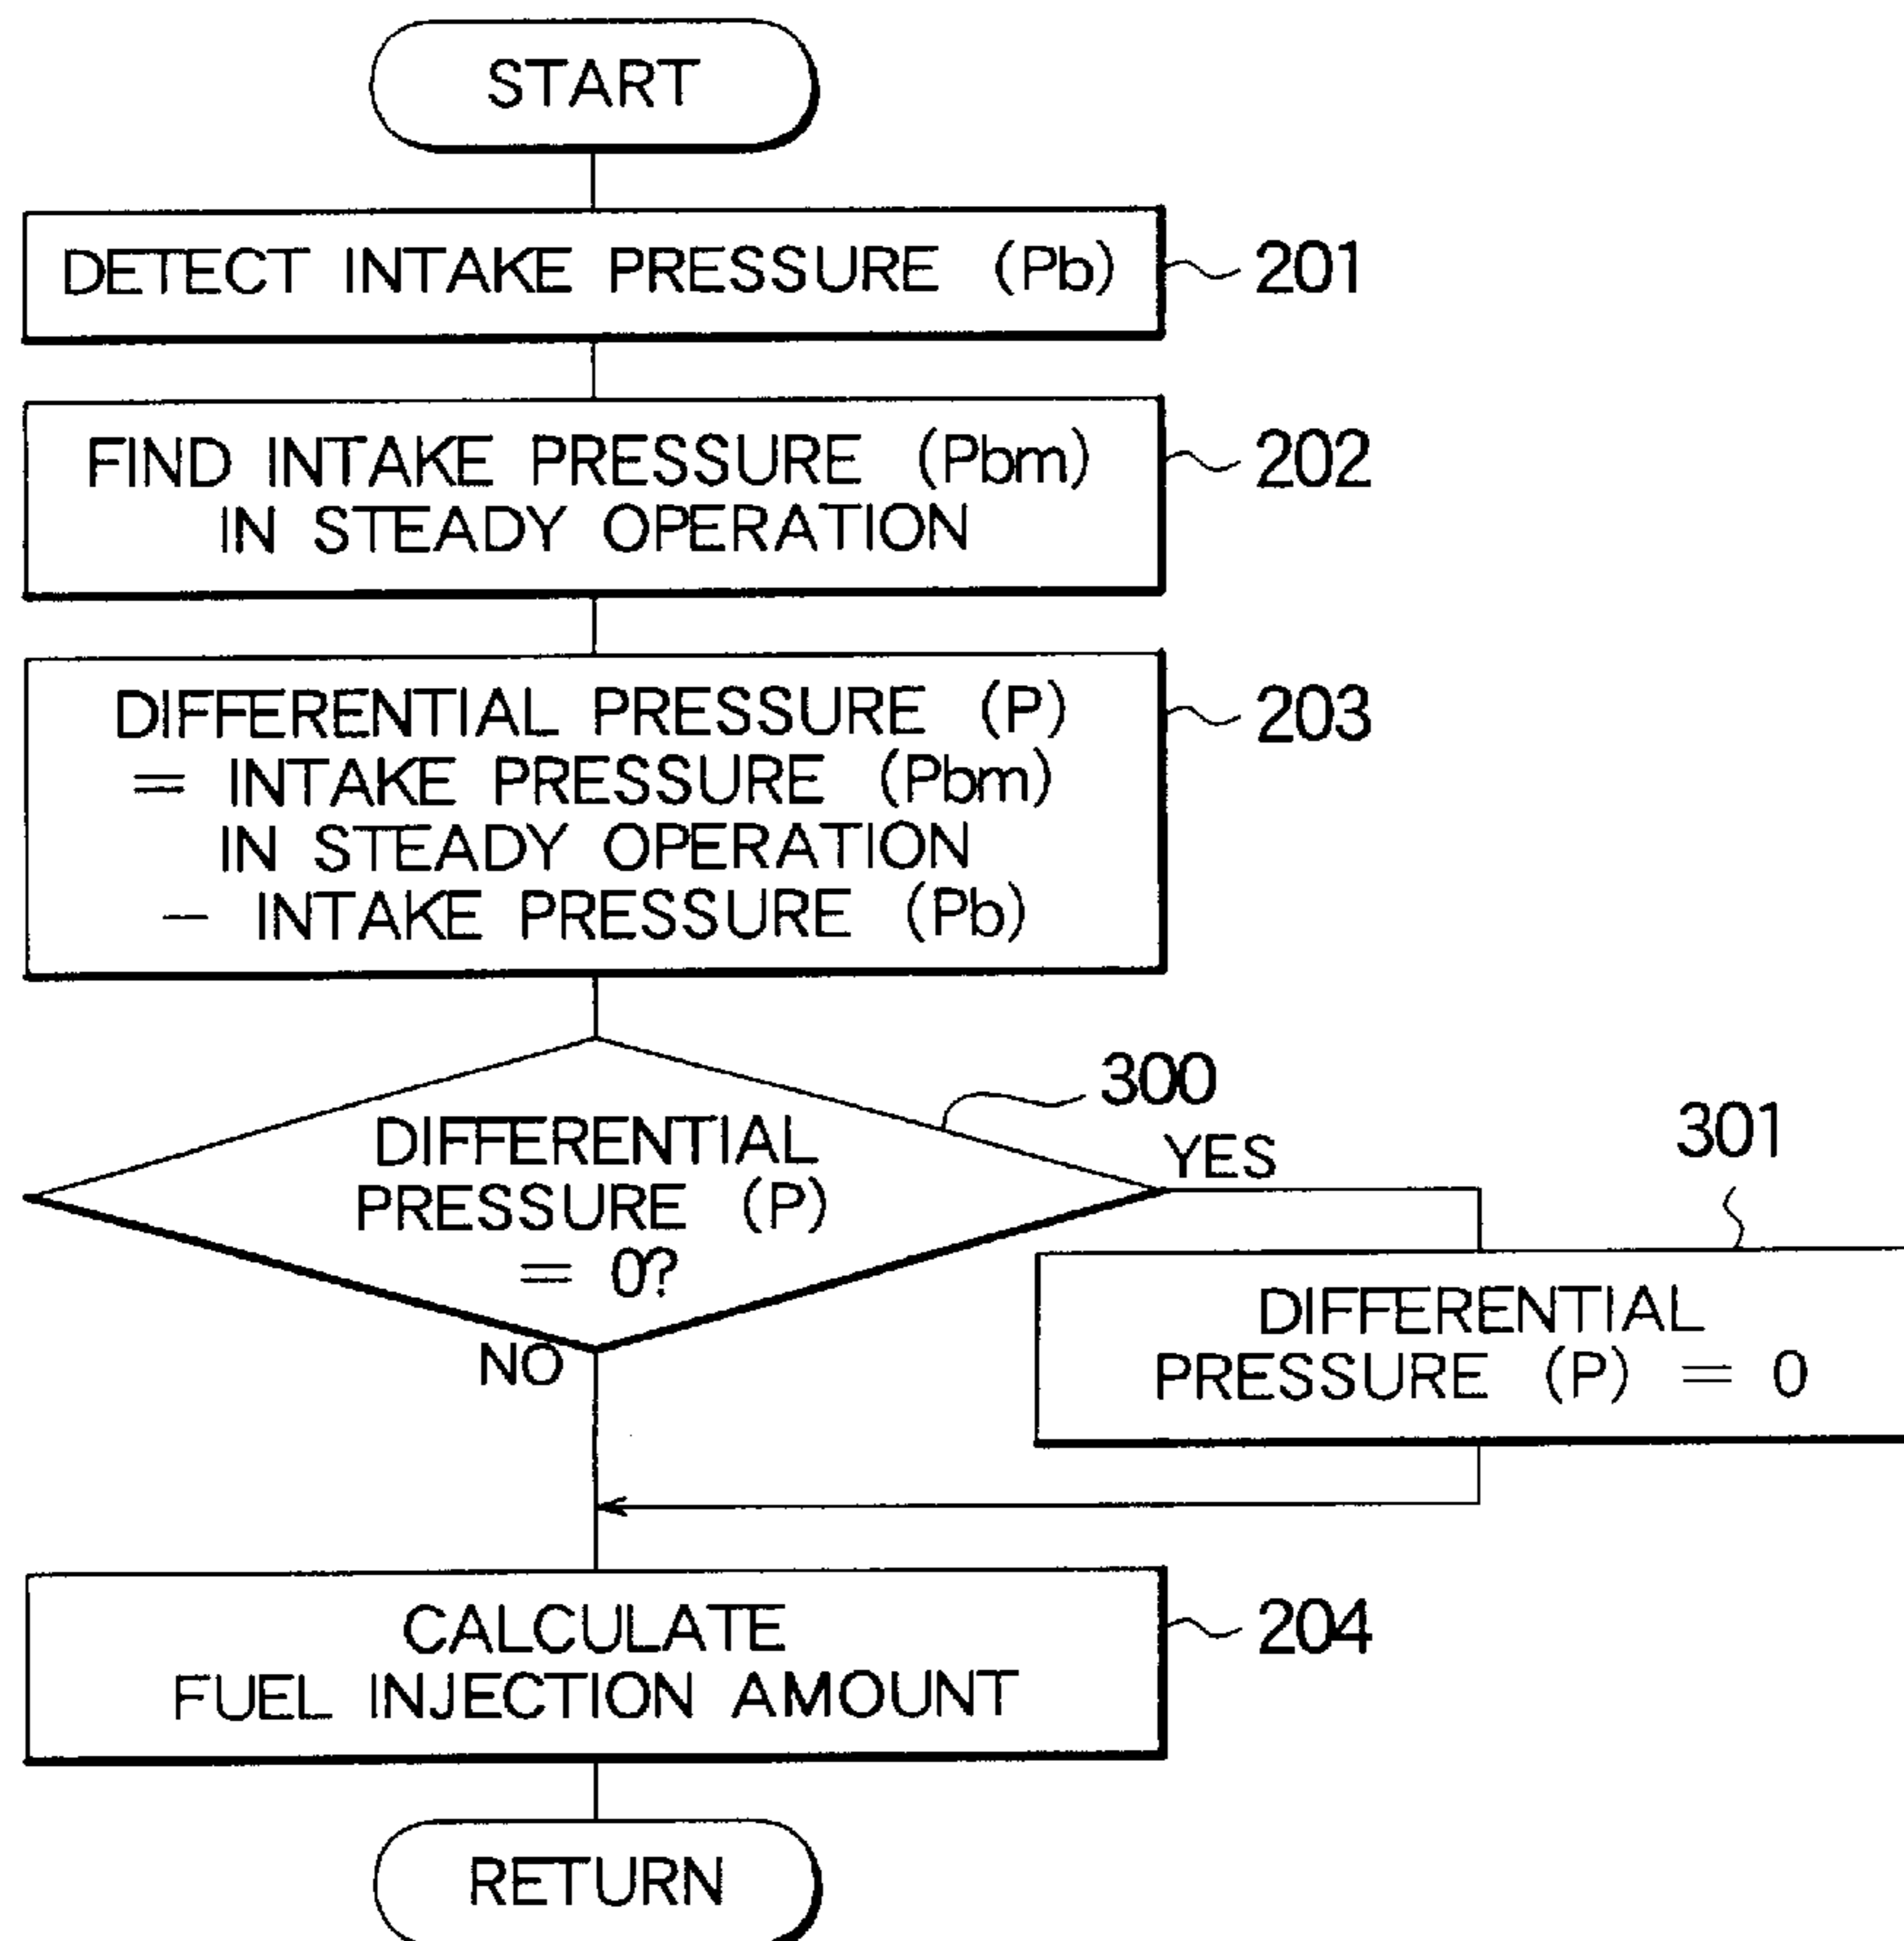 START
DETECT INTAKE PRESSURE (Pb)
201
FIND INTAKE PRESSURE (Pbm)
IN STEADY OPERATION
202
DIFFERENTIAL PRESSURE (P)
= INTAKE PRESSURE (Pbm)
IN STEADY OPERATION
− INTAKE PRESSURE (Pb)
203
DIFFERENTIAL
PRESSURE (P)
= 0?
300
YES
NO
301
DIFFERENTIAL
PRESSURE (P) = 0
CALCULATE
FUEL INJECTION AMOUNT
204
RETURN